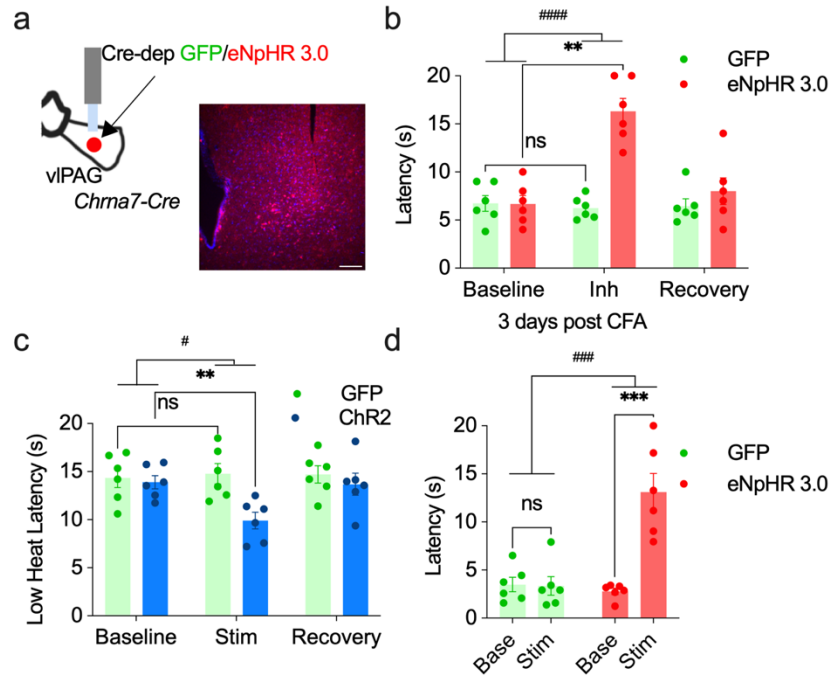 a
Cre-dep GFP/eNpHR 3.0
vlPAG
Chrna7-Cre
b
####
**
ns
GFP
eNpHR 3.0
Latency (s)
20
15
10
5
0
Baseline
Inh
Recovery
3 days post CFA
c
#
**
ns
GFP
ChR2
Low Heat Latency (s)
20
15
10
5
0
Baseline
Stim
Recovery
d
###
***
ns
GFP
eNpHR 3.0
Latency (s)
20
15
10
5
0
Base
Stim
Base
Stim